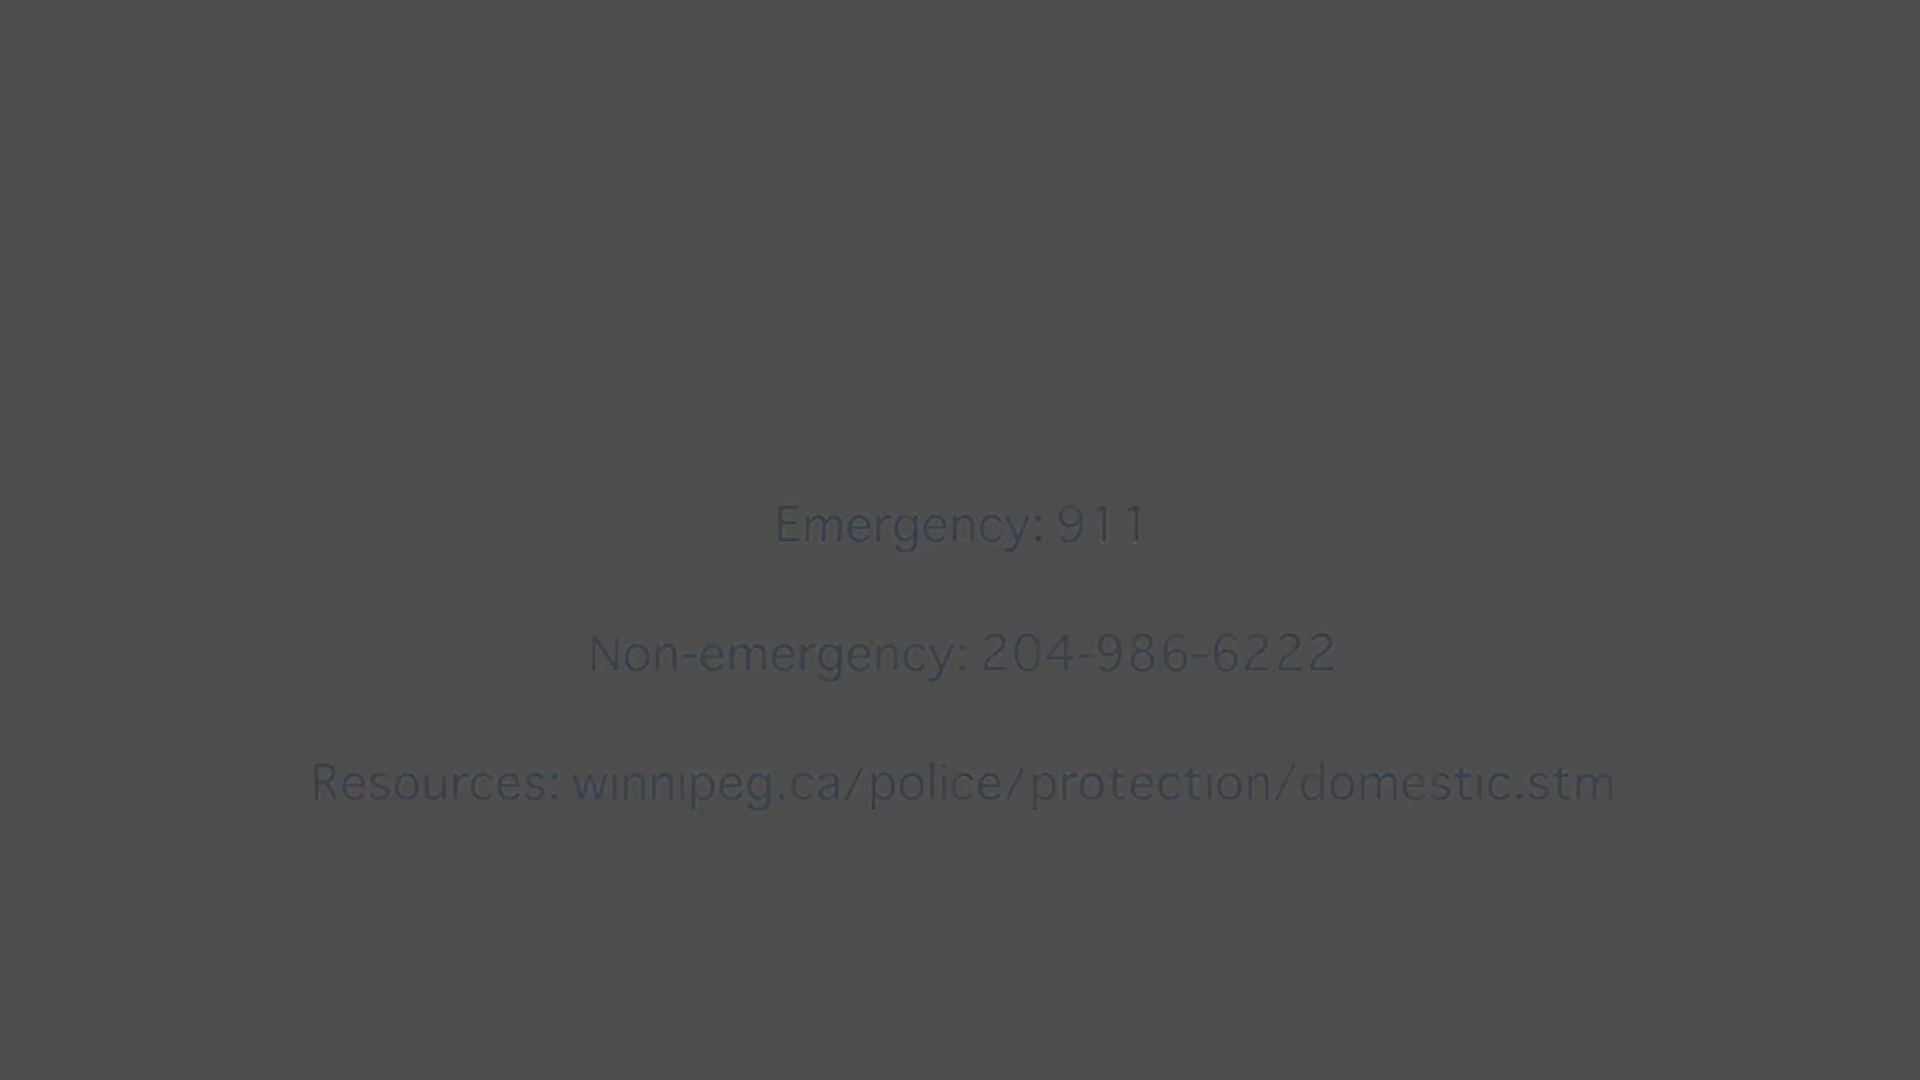 Emergency: 911
Non-emergency: 204-986-6222
Resources: winnipeg.ca/police/protection/domestic.stm